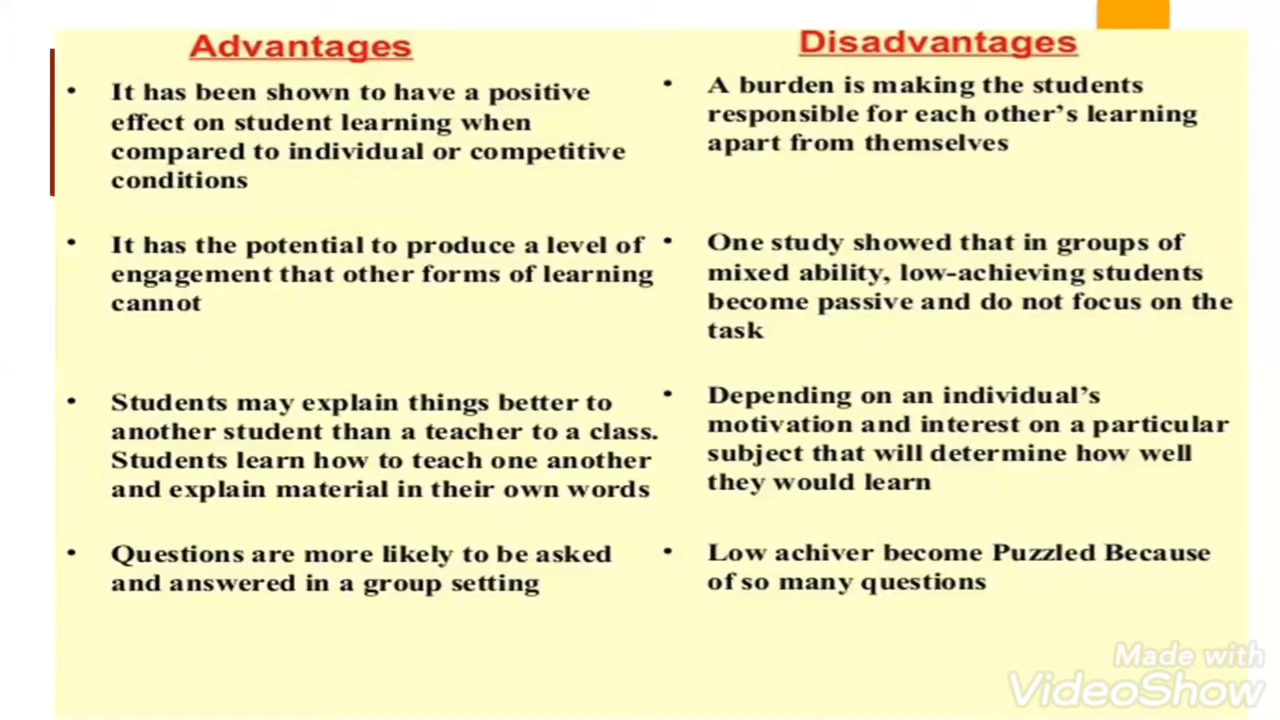 Advantages
• It has been shown to have a positive
effect on student learning when
compared to individual or competitive
conditions
• It has the potential to produce a level of
engagement that other forms of learning
cannot
• Students may explain things better to
another student than a teacher to a class.
Students learn how to teach one another
and explain material in their own words
• Questions are more likely to be asked
and answered in a group setting
Disadvantages
• A burden is making the students
responsible for each other’s learning
apart from themselves
• One study showed that in groups of
mixed ability, low-achieving students
become passive and do not focus on the
task
• Depending on an individual’s
motivation and interest on a particular
subject that will determine how well
they would learn
• Low achiver become Puzzled Because
of so many questions
Made with
VideoShow